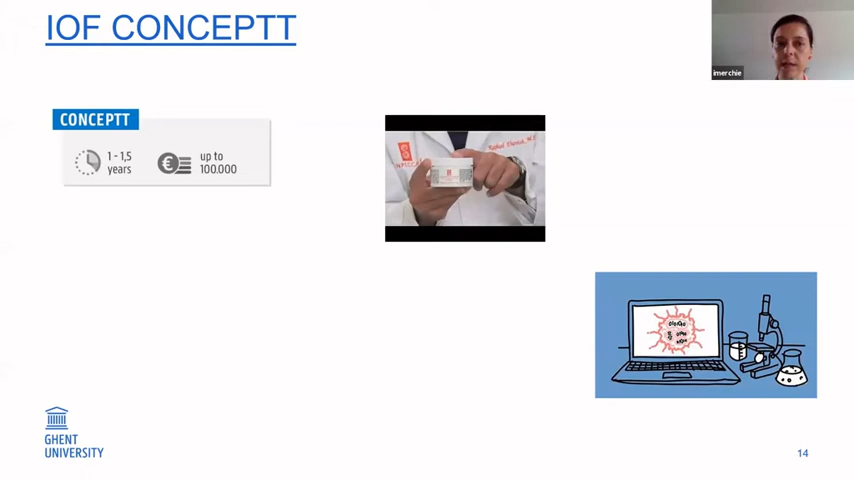 IOF CONCEPTT
imerchie
CONCEPTT
1 - 1,5
years
up to
100.000
GHENT
UNIVERSITY
14